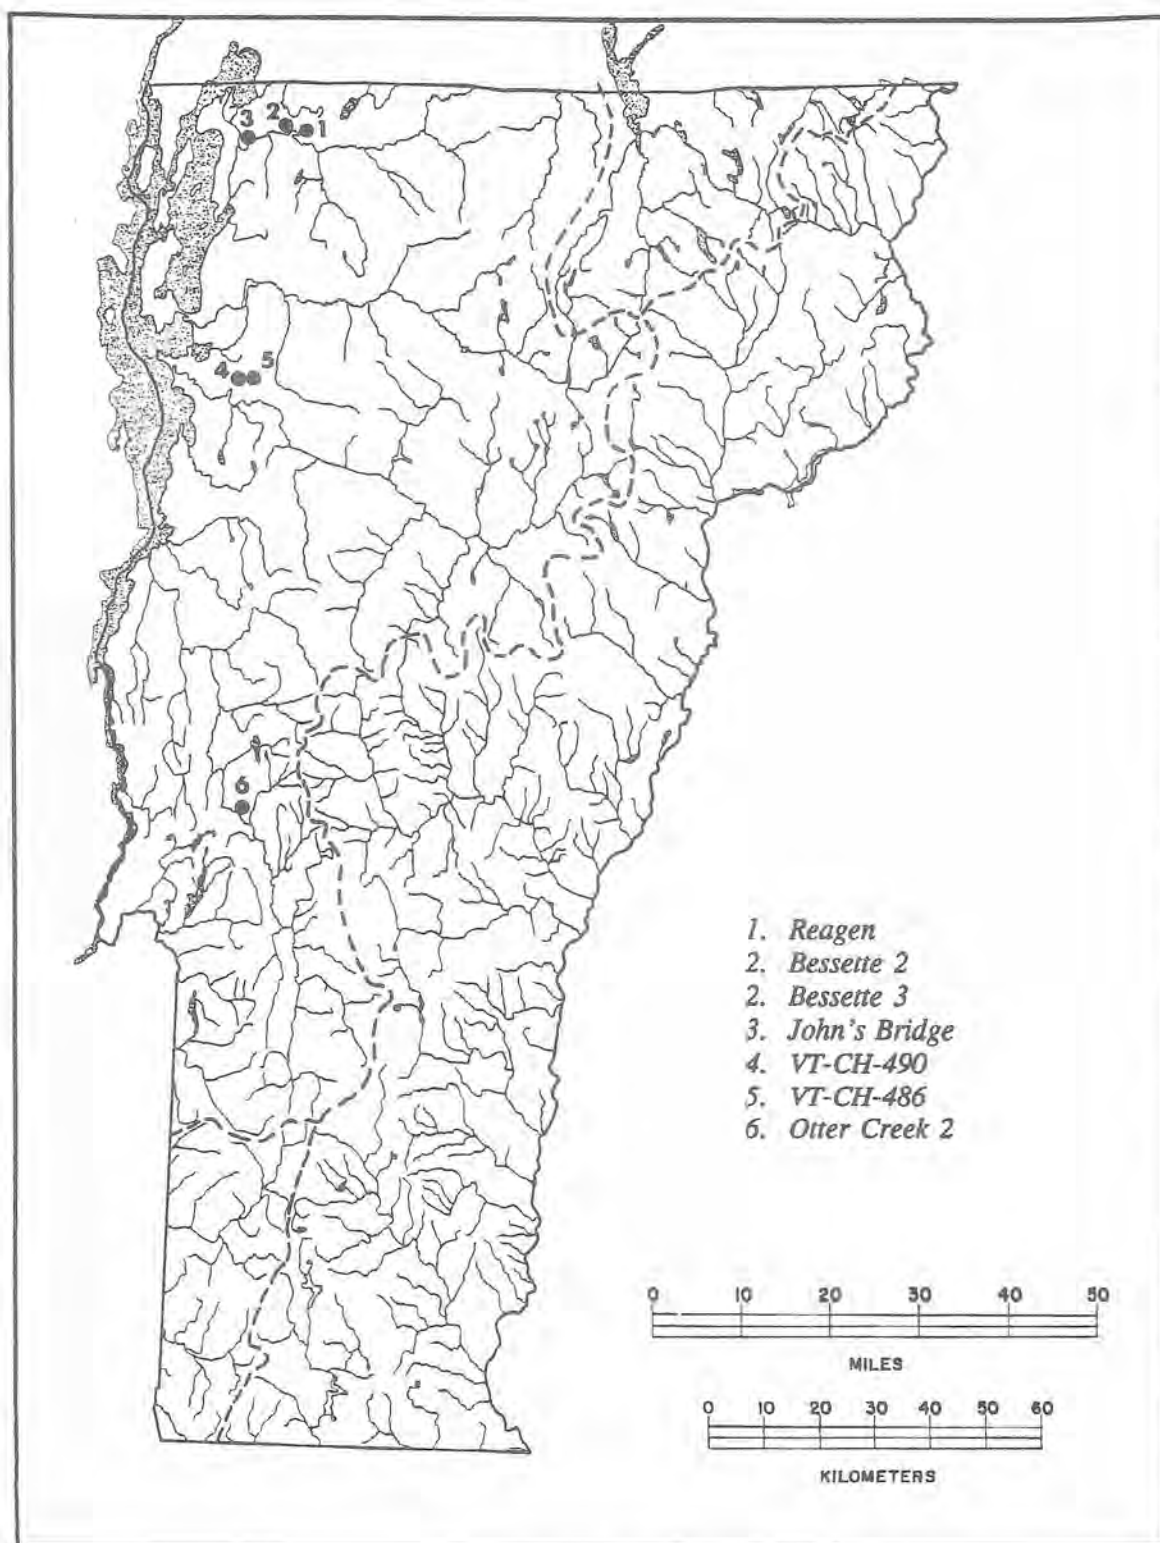 3 2 1
4 5
6
1. Reagen
2. Bessette 2
2. Bessette 3
3. John's Bridge
4. VT-CH-490
5. VT-CH-486
6. Otter Creek 2
0 10 20 30 40 50
MILES
0 10 20 30 40 50 60
KILOMETERS